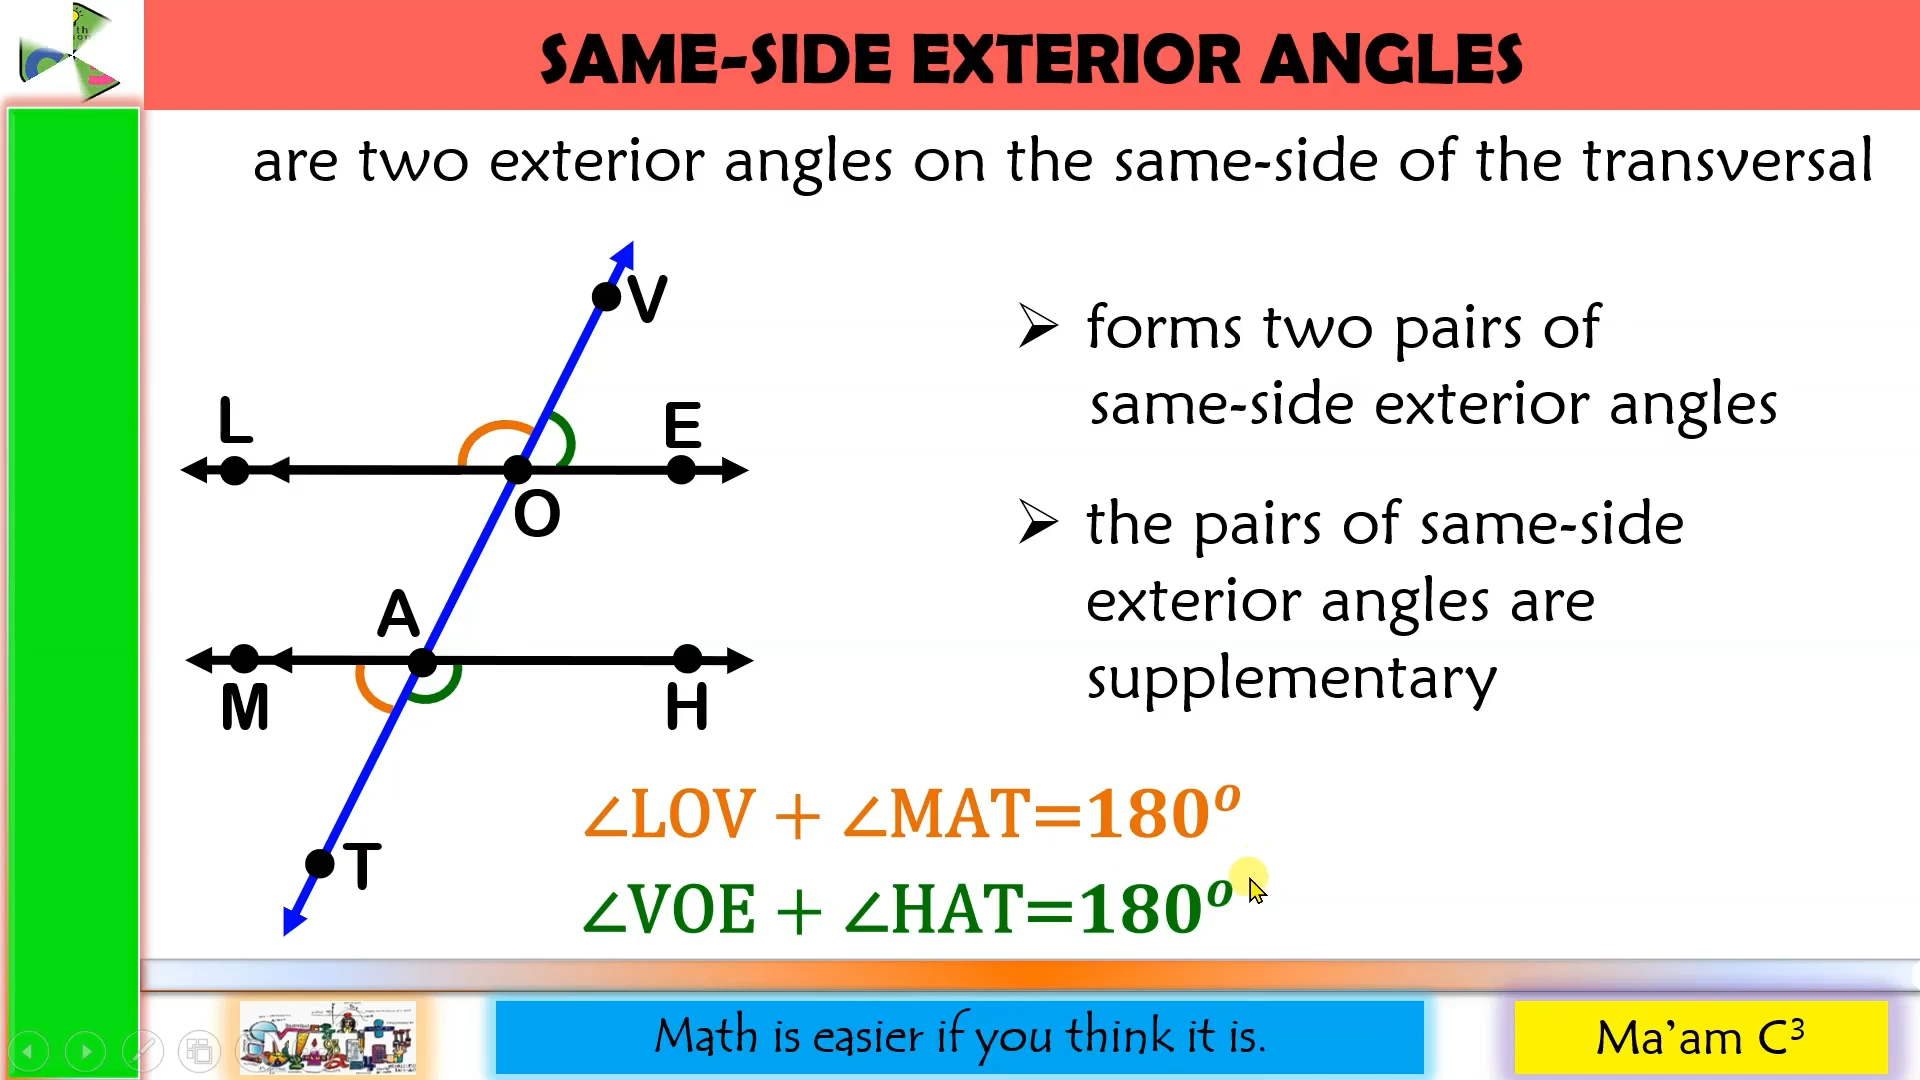 SAME-SIDE EXTERIOR ANGLES
are two exterior angles on the same-side of the transversal
V
L
E
O
A
M
H
T
➢ forms two pairs of
same-side exterior angles
➢ the pairs of same-side
exterior angles are
supplementary
∠LOV + ∠MAT=180°
∠VOE + ∠HAT=180°
MATH
Math is easier if you think it is.
Ma’am C³